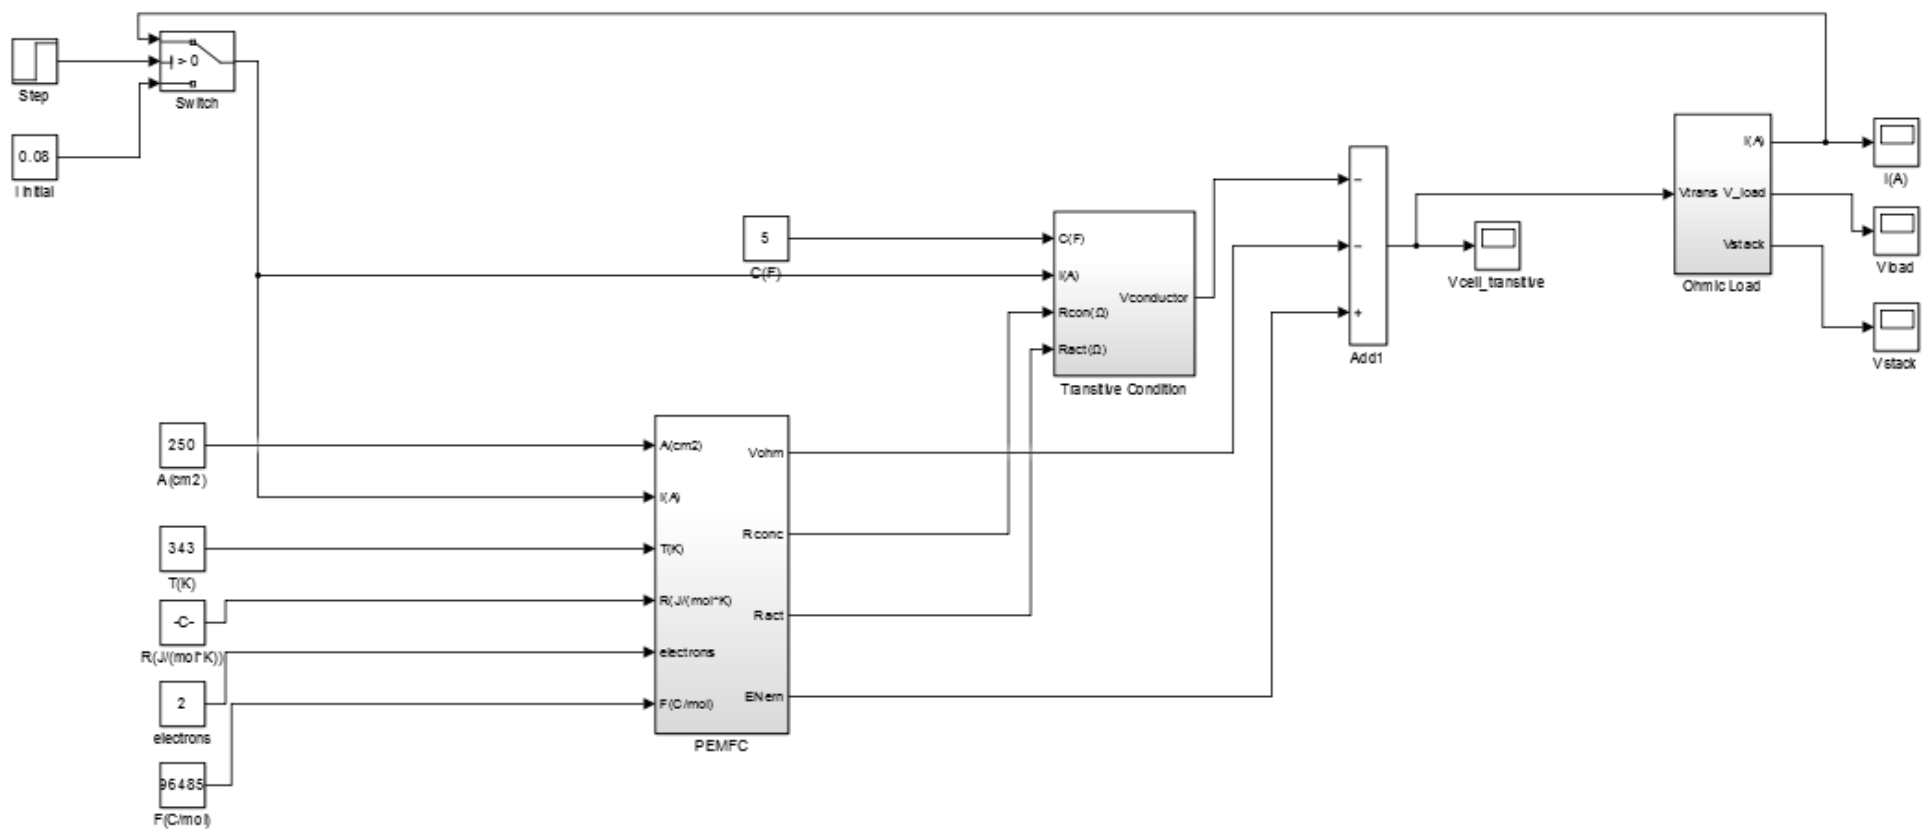 > 0
Step
Switch
0.08
I Initial
I(A)
I(A)
Vtrans V_load
Vload
Vstack
Ohmic Load
Vstack
5
C(F)
C(F)
I(A)
Rcon(Ω)
Ract(Ω)
Vconductor
Transitive Condition
−
−
+
Add1
Vcell_transitive
250
A(cm2)
343
T(K)
-C-
R(J/(mol*K))
2
electrons
96485
F(C/mol)
A(cm2)
I(A)
T(K)
R(J/(mol*K)
electrons
F(C/mol)
Vohm
Rconc
Ract
ENern
PEMFC